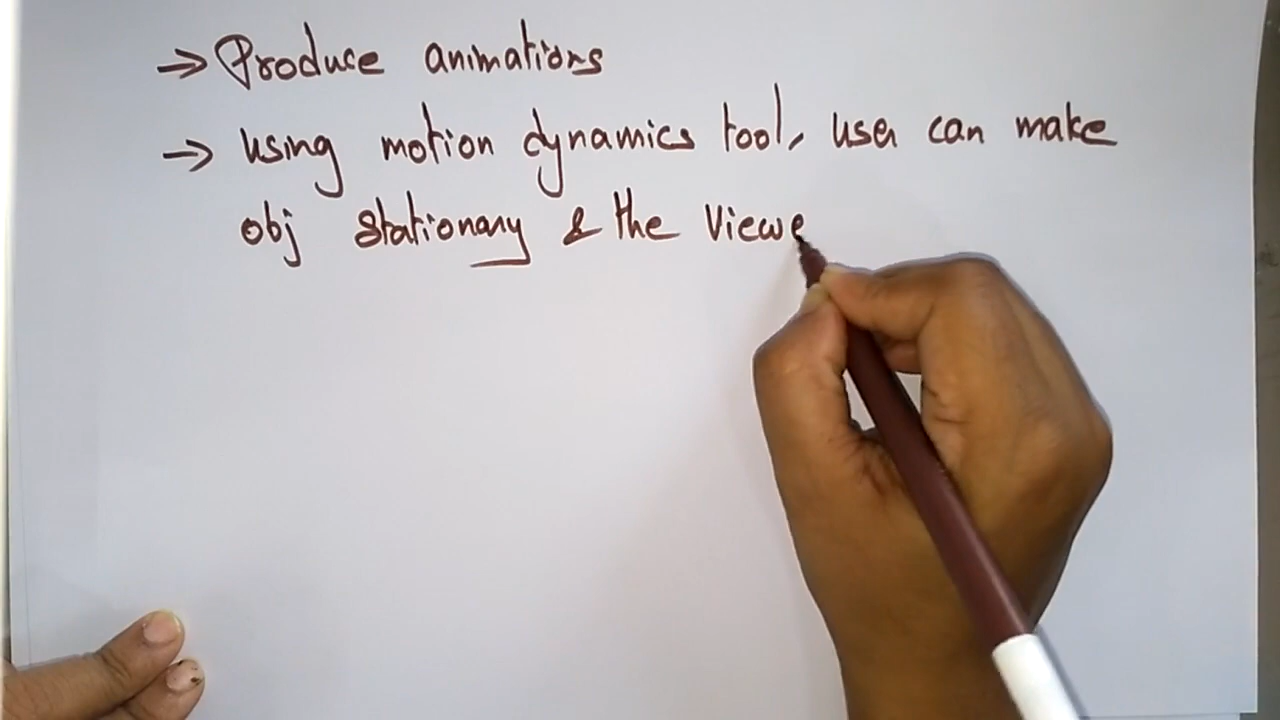 → Produce animations
→ using motion dynamics tool, user can make
obj stationary & the viewe